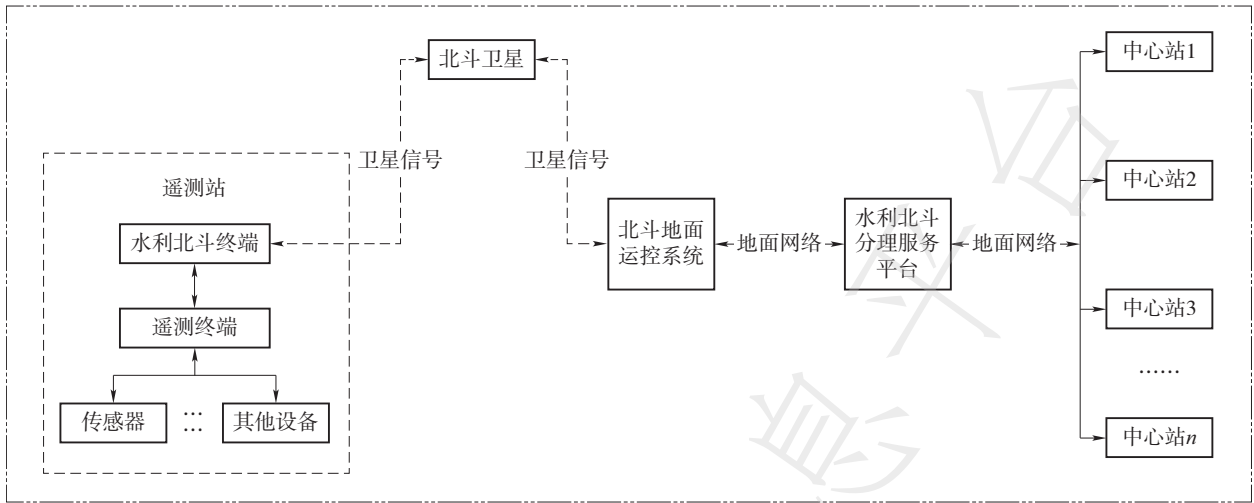 北斗卫星
卫星信号
卫星信号
遥测站
水利北斗终端
遥测终端
传感器
……
其他设备
北斗地面
运控系统
地面网络
水利北斗
分理服务
平台
地面网络
中心站1
中心站2
中心站3
……
中心站n